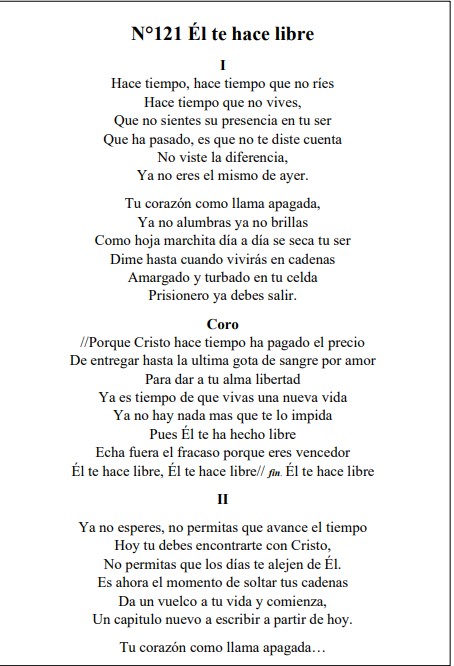 N°121 Él te hace libre
I
Hace tiempo, hace tiempo que no ríes
Hace tiempo que no vives,
Que no sientes su presencia en tu ser
Que ha pasado, es que no te diste cuenta
No viste la diferencia,
Ya no eres el mismo de ayer.
Tu corazón como llama apagada,
Ya no alumbras ya no brillas
Como hoja marchita día a día se seca tu ser
Dime hasta cuando vivirás en cadenas
Amargado y turbado en tu celda
Prisionero ya debes salir.
Coro
//Porque Cristo hace tiempo ha pagado el precio
De entregar hasta la ultima gota de sangre por amor
Para dar a tu alma libertad
Ya es tiempo de que vivas una nueva vida
Ya no hay nada mas que te lo impida
Pues Él te ha hecho libre
Echa fuera el fracaso porque eres vencedor
Él te hace libre, Él te hace libre// fin. Él te hace libre
II
Ya no esperes, no permitas que avance el tiempo
Hoy tu debes encontrarte con Cristo,
No permitas que los días te alejen de Él.
Es ahora el momento de soltar tus cadenas
Da un vuelco a tu vida y comienza,
Un capitulo nuevo a escribir a partir de hoy.
Tu corazón como llama apagada…